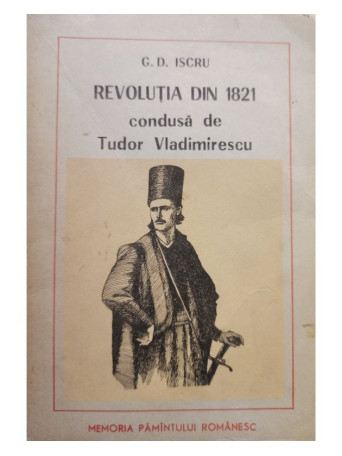 G. D. ISCRU
REVOLUȚIA DIN 1821
condusă de
Tudor Vladimirescu
MEMORIA PĂMÎNTULUI ROMÂNESC